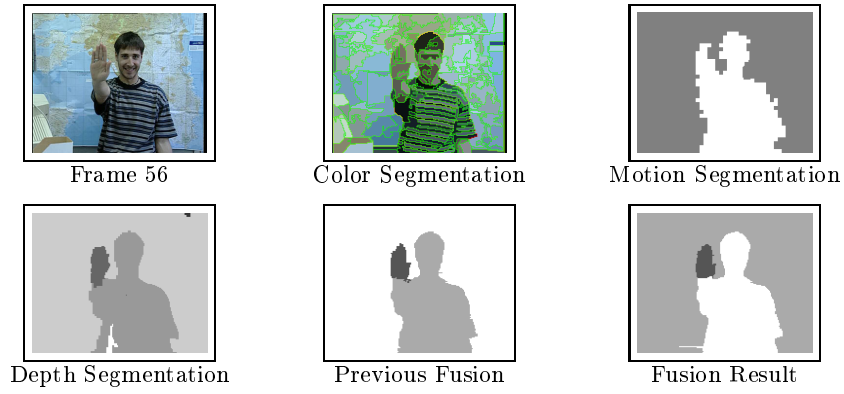 Frame 56
Color Segmentation
Motion Segmentation
Depth Segmentation
Previous Fusion
Fusion Result